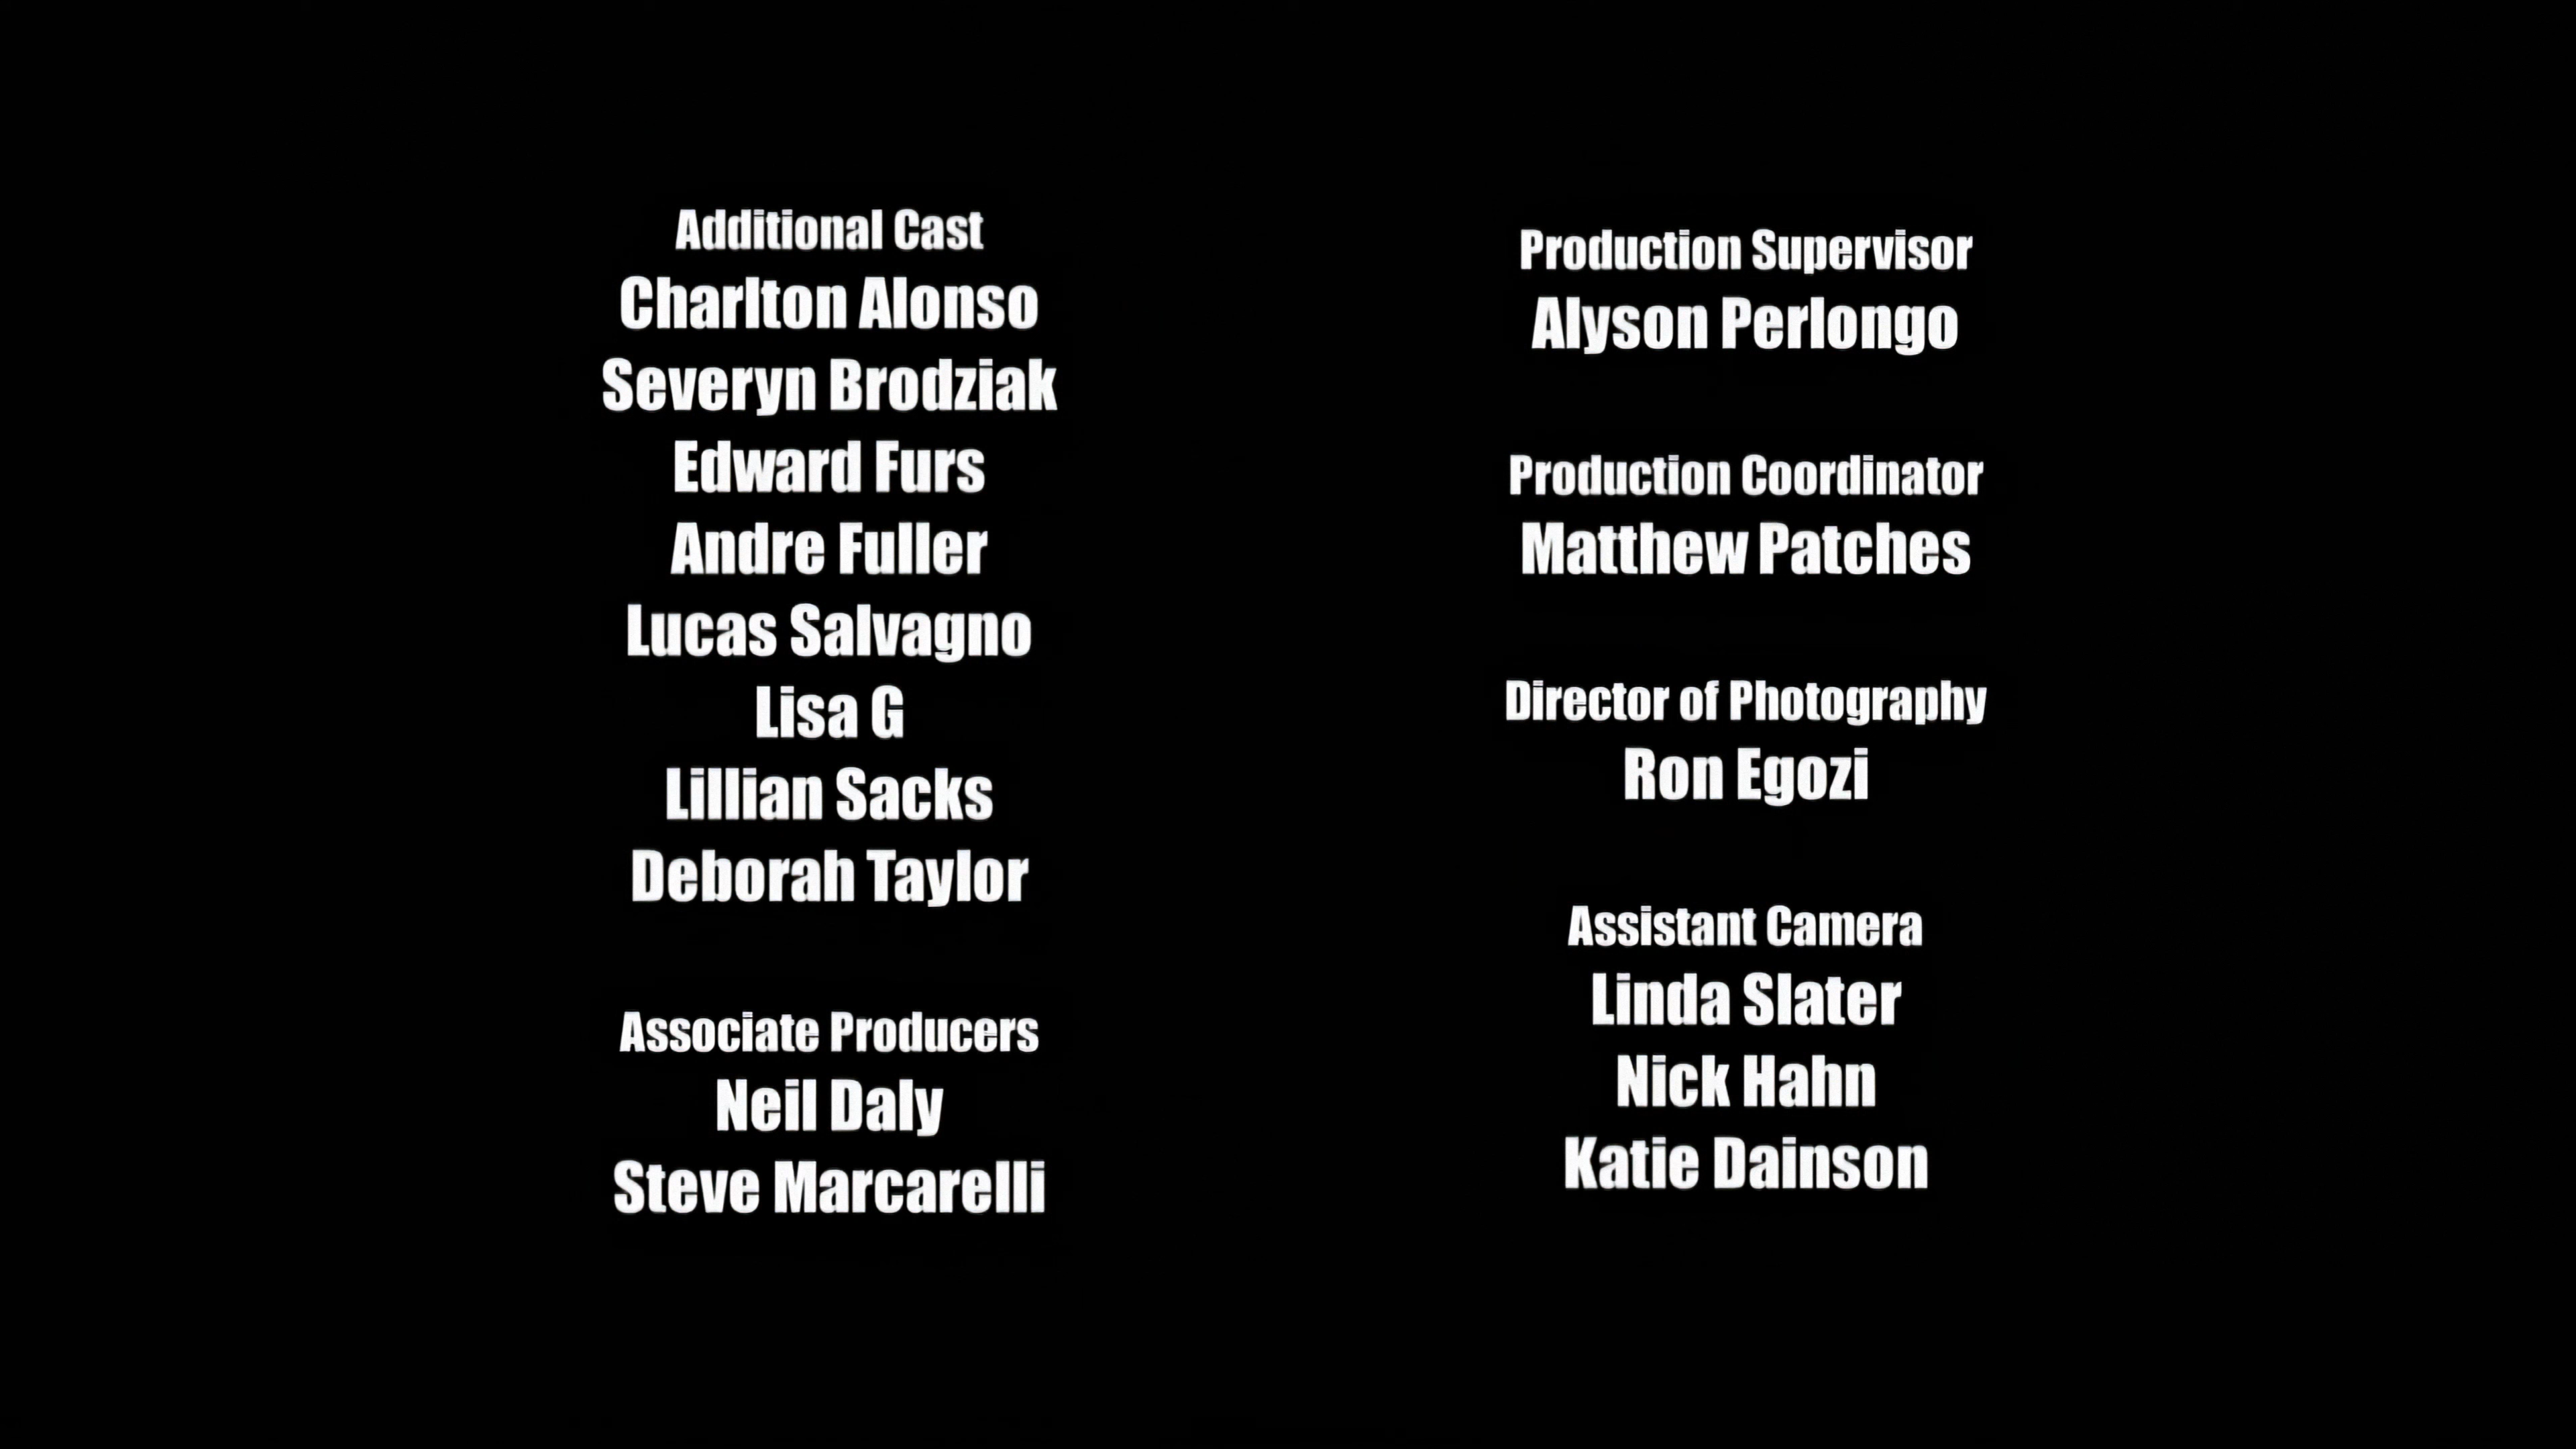 Additional Cast
Charlton Alonso
Severyn Brodziak
Edward Furs
Andre Fuller
Lucas Salvagno
Lisa G
Lillian Sacks
Deborah Taylor
Associate Producers
Neil Daly
Steve Marcarelli
Production Supervisor
Alyson Perlongo
Production Coordinator
Matthew Patches
Director of Photography
Ron Egozi
Assistant Camera
Linda Slater
Nick Hahn
Katie Dainson